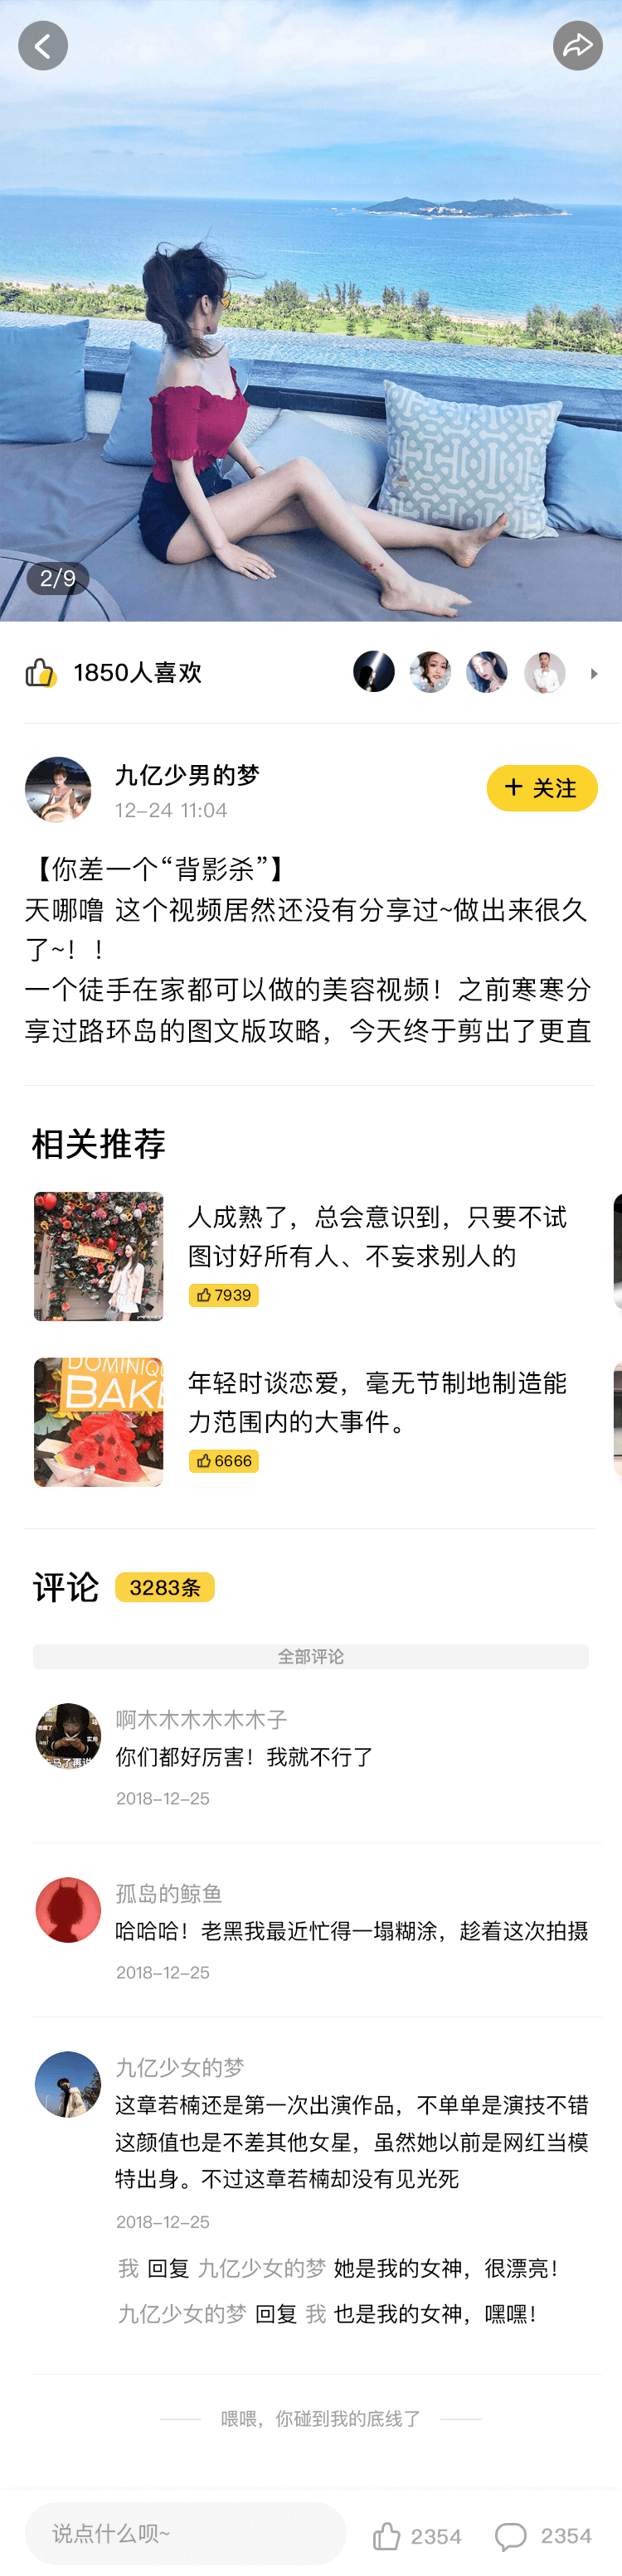 2/9
1850人喜欢
九亿少男的梦
12-24 11:04
+ 关注
【你差一个“背影杀”】
天哪噜 这个视频居然还没有分享过~做出来很久
了~！！
一个徒手在家都可以做的美容视频！之前寒寒分
享过路环岛的图文版攻略，今天终于剪出了更直
相关推荐
人成熟了，总会意识到，只要不试
图讨好所有人、不妄求别人的
7939
DOMINIQU
BAKE
年轻时谈恋爱，毫无节制地制造能
力范围内的大事件。
6666
评论 3283条
全部评论
啊木木木木木木子
你们都好厉害！我就不行了
2018-12-25
孤岛的鲸鱼
哈哈哈！老黑我最近忙得一塌糊涂，趁着这次拍摄
2018-12-25
九亿少女的梦
这章若楠还是第一次出演作品，不单单是演技不错
这颜值也是不差其他女星，虽然她以前是网红当模
特出身。不过这章若楠却没有见光死
2018-12-25
我 回复 九亿少女的梦 她是我的女神，很漂亮！
九亿少女的梦 回复 我 也是我的女神，嘿嘿！
喂喂，你碰到我的底线了
说点什么呗~ 2354 2354